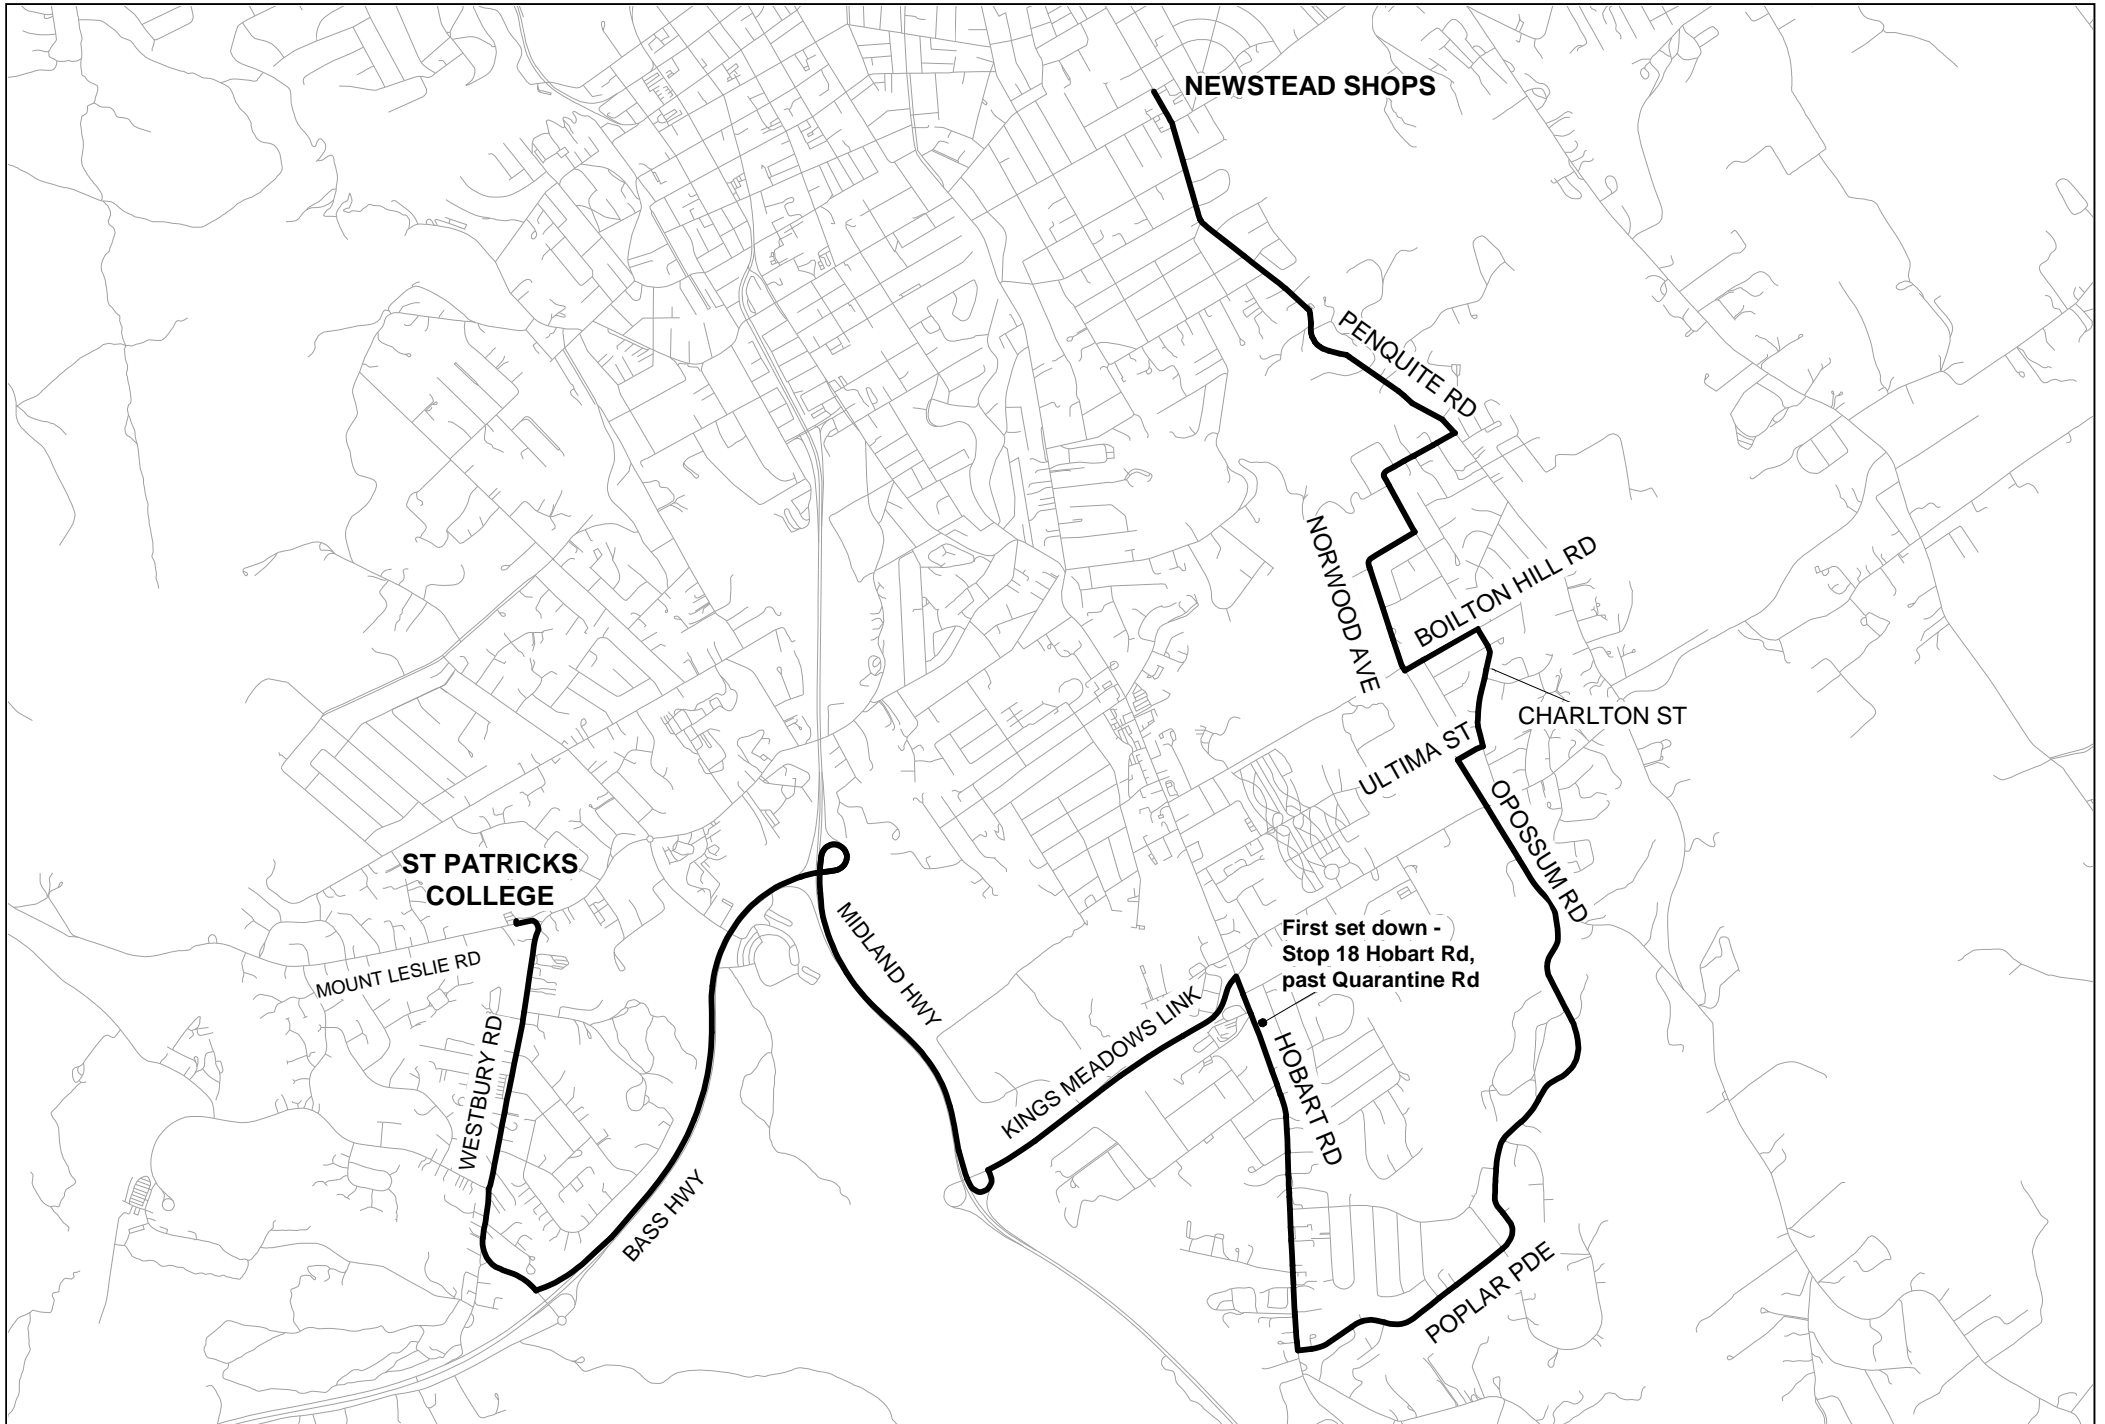 NEWSTEAD SHOPS
PENQUITE RD
NORWOOD AVE
BOILTON HILL RD
CHARLTON ST
ULTIMA ST
OPOSSUM RD
ST PATRICKS
COLLEGE
MOUNT LESLIE RD
WESTBURY RD
BASS HWY
MIDLAND HWY
KINGS MEADOWS LINK
First set down -
Stop 18 Hobart Rd,
past Quarantine Rd
HOBART RD
POPLAR PDE